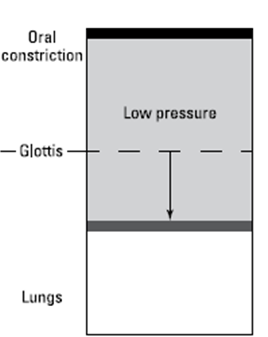 Oral
constriction
Low pressure
Glottis
Lungs